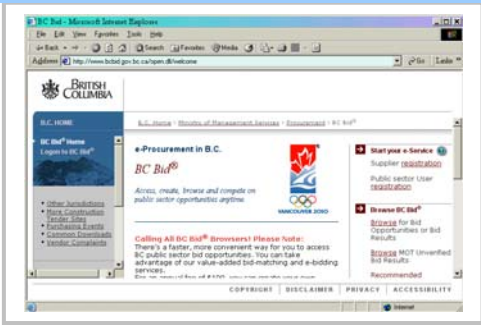 BC Bid - Microsoft Internet Explorer
File Edit View Favorites Tools Help
Back Search Favorites Media
Address http://www.bcbid.gov.bc.ca/open.dll/welcome Go Links
BRITISH
COLUMBIA
B.C. HOME
B.C. Home Ministry of Management Services Procurement BC Bid®
BC Bid® Home
Logon to BC Bid®
Other Jurisdictions
More Construction
Tender Sites
Purchasing Events
Common Downloads
Vendor Complaints
e-Procurement in B.C.
BC Bid®
Access, create, browse and compete on
public sector opportunities anytime
VANCOUVER 2010
Calling All BC Bid® Browsers! Please Note:
There's a faster, more convenient way for you to access
BC public sector bid opportunities. You can take
advantage of our value-added bid-matching and e-bidding
services.
Start your e-Service
Supplier registration
Public sector User
registration
Browse BC Bid®
Browse for Bid
Opportunities or Bid
Results
Browse MOT Unverified
Bid Results
Recommended
COPYRIGHT DISCLAIMER PRIVACY ACCESSIBILITY
Internet